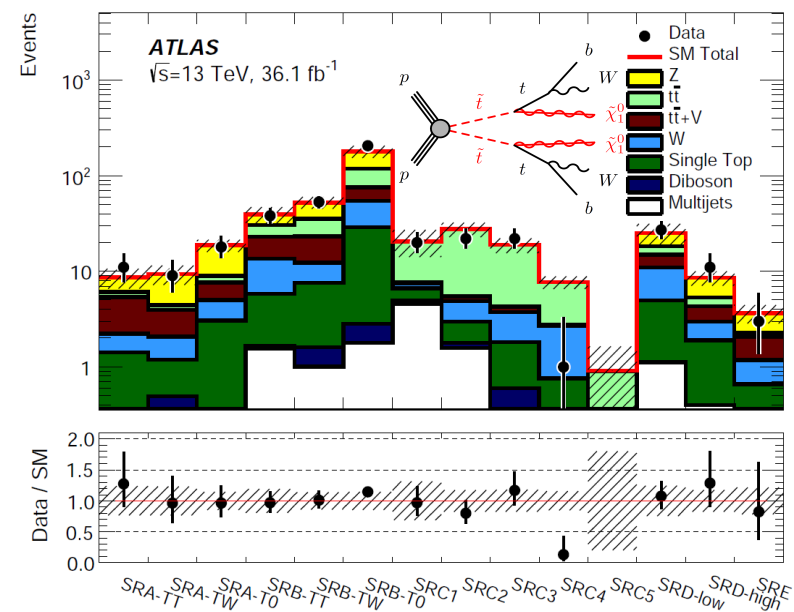 Events
10³
10²
10
1
ATLAS
√s=13 TeV, 36.1 fb⁻¹
p
p
t̃
t̃
t
t
b
W
χ̃₁⁰
χ̃₁⁰
W
b
Data
SM Total
Z
tt̄
tt̄+V
W
Single Top
Diboson
Multijets
Data / SM
2.0
1.5
1.0
0.5
0.0
SRA-TT
SRA-TW
SRA-T0
SRB-TT
SRB-TW
SRB-T0
SRC1
SRC2
SRC3
SRC4
SRC5
SRD-low
SRD-high
SRE